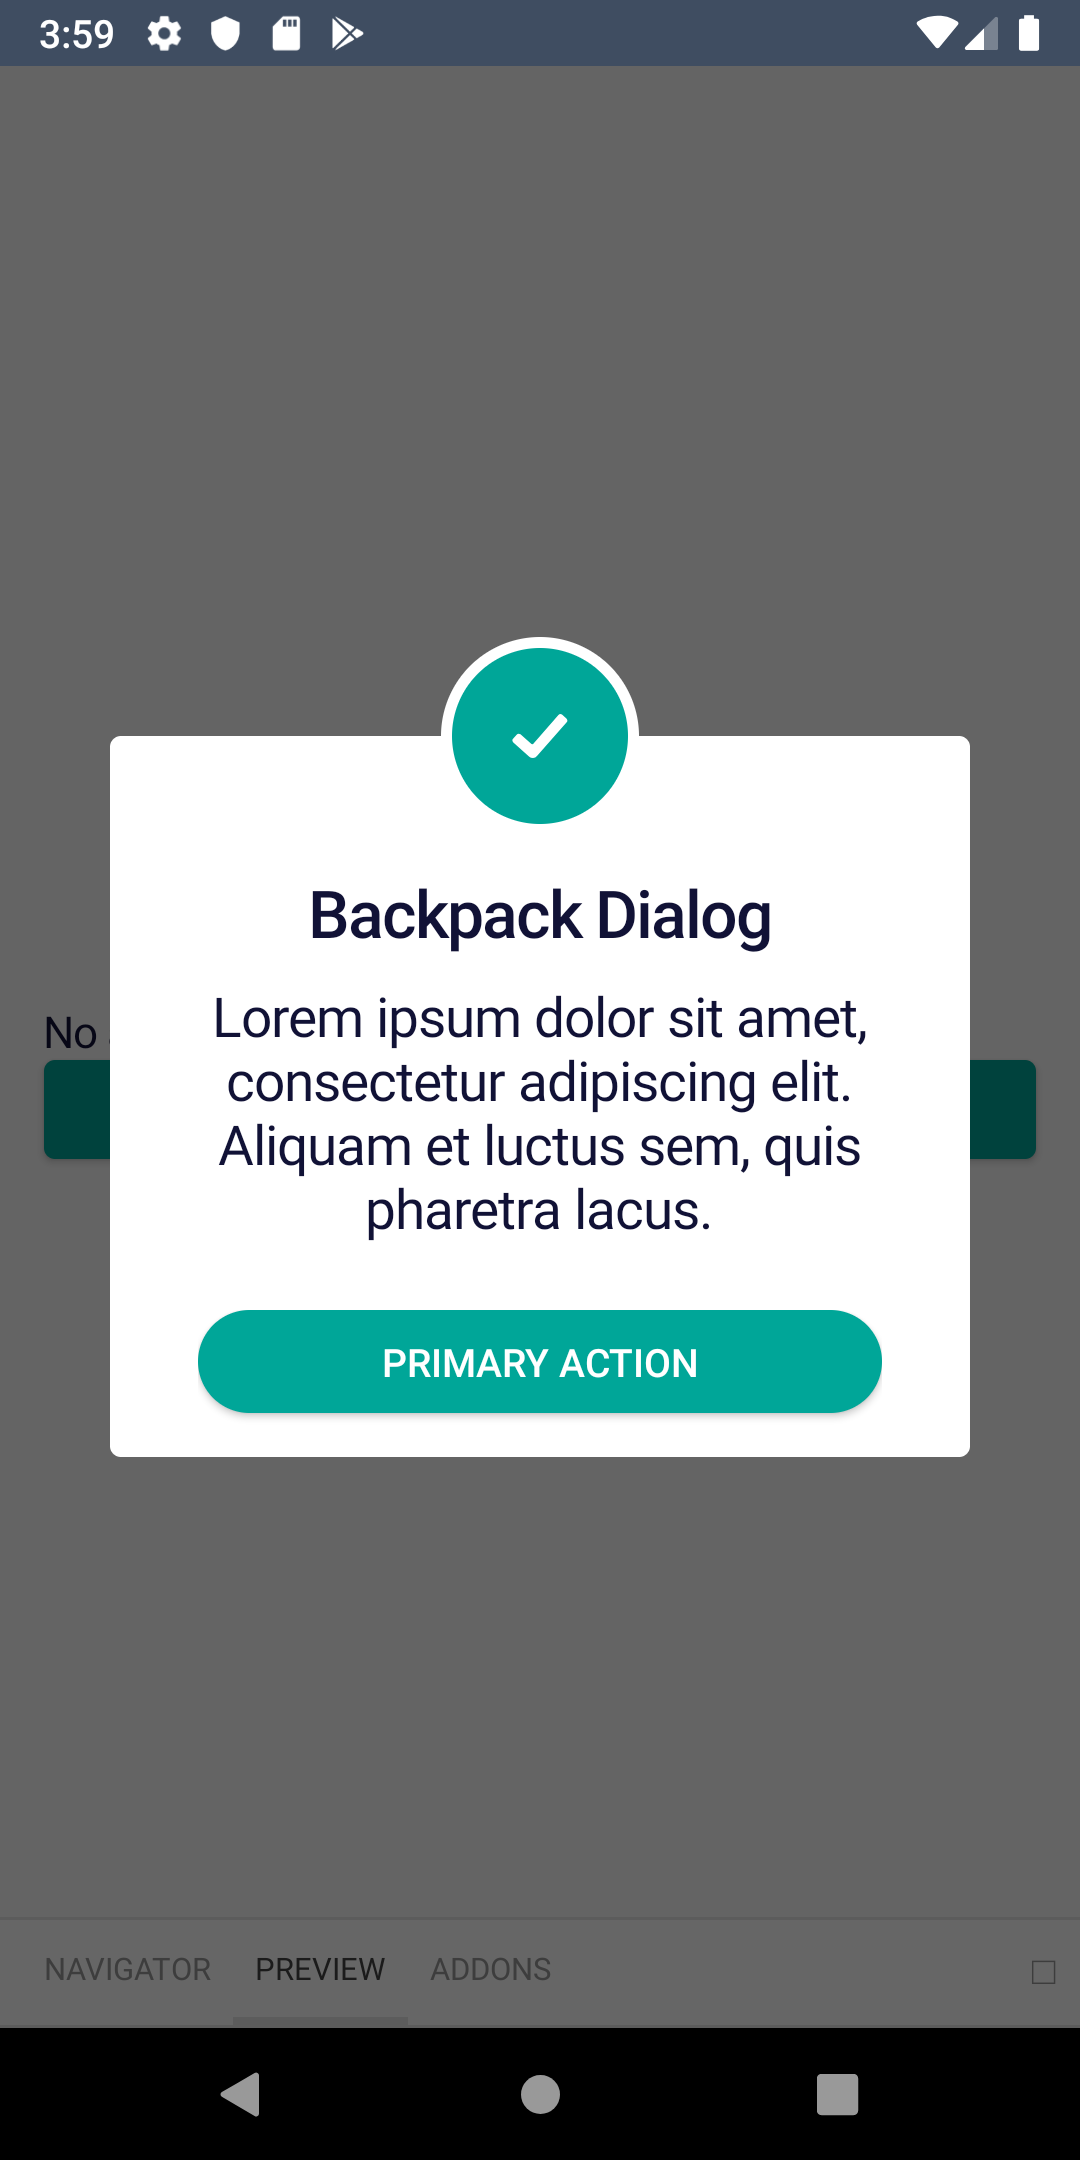 3:59
Backpack Dialog
Lorem ipsum dolor sit amet,
consectetur adipiscing elit.
Aliquam et luctus sem, quis
pharetra lacus.
No
PRIMARY ACTION
NAVIGATOR PREVIEW ADDONS